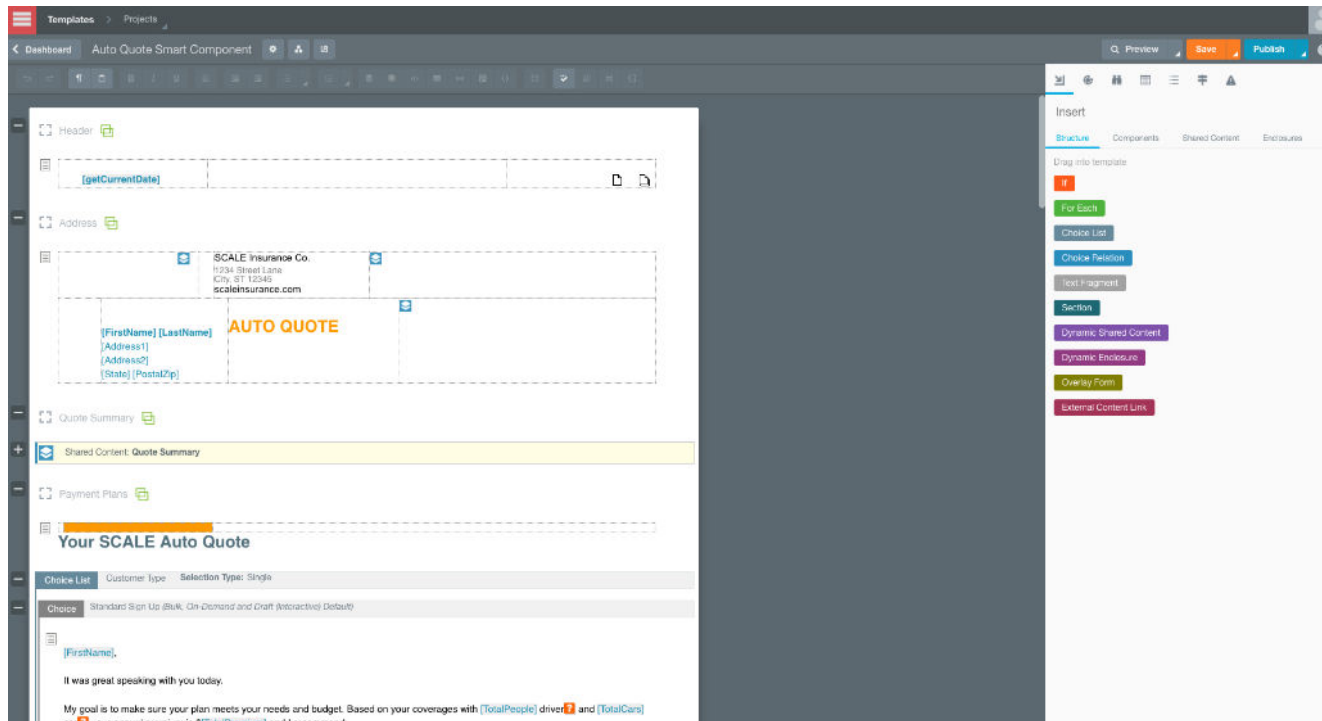 Templates > Projects
Dashboard Auto Quote Smart Component Preview Save Publish
Insert
Structure Components Shared Content Enclosures
Drag into template
If
For Each
Choice List
Choice Relation
Text Fragment
Section
Dynamic Shared Content
Dynamic Enclosure
Overlay Form
External Content Link
Header
[getCurrentDate]
Address
SCALE Insurance Co.
1234 Street Lane
City, ST 12345
scaleinsurance.com
AUTO QUOTE
[FirstName] [LastName]
[Address1]
[Address2]
[State] [PostalZip]
Quote Summary
Shared Content: Quote Summary
Payment Plans
Your SCALE Auto Quote
Choice List Customer Type Selection Type: Single
Choice Standard Sign Up (Bulk, On-Demand and Draft (Interactive) Default)
[FirstName],
It was great speaking with you today.
My goal is to make sure your plan meets your needs and budget. Based on your coverages with [TotalPeople] driver? and [TotalCars]